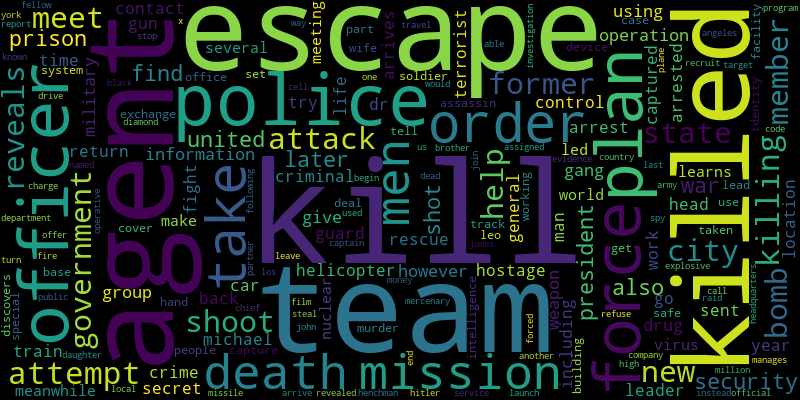 escape
kill
killed
agent
team
police
officer
force
plan
order
mission
death
attack
attempt
shoot
take
men
help
meet
prison
find
former
united
reveals
government
state
city
new
security
bomb
killing
member
war
also
president
later
criminal
information
try
life
dr
several
contact
gun
time
system
military
return
meeting
using
operation
terrorist
captured
arrested
case
control
assassin
soldier
device
arrives
office
set
part
wife
exchange
diamond
black
cell
one
way
able
would
x
york
report
fellow
known
stop
drive
facility
los
angeles
plane
travel
target
recruit
identity
investigation
program
code
location
learns
head
lead
use
taken
last
army
spy
country
evidence
arrest
led
gang
world
man
general
shot
rescue
guard
give
deal
used
leo
track
working
tell
us
brother
assigned
join
james
dead
begin
captain
fight
make
cover
crime
operative
following
partner
leave
helicopter
however
hostage
weapon
including
building
intelligence
nuclear
car
back
michael
people
hand
group
base
special
discovers
department
charge
turn
offer
fire
public
train
daughter
meanwhile
local
secret
missile
arrive
revealed
henchman
hitler
service
launch
murder
money
mercenary
film
steal
john
chief
capture
end
another
forced
high
company
million
leader
instead
official
manages
year
virus
drug
sent
call
raid
safe
refuse
explosive
headquarters
work
get
go
named